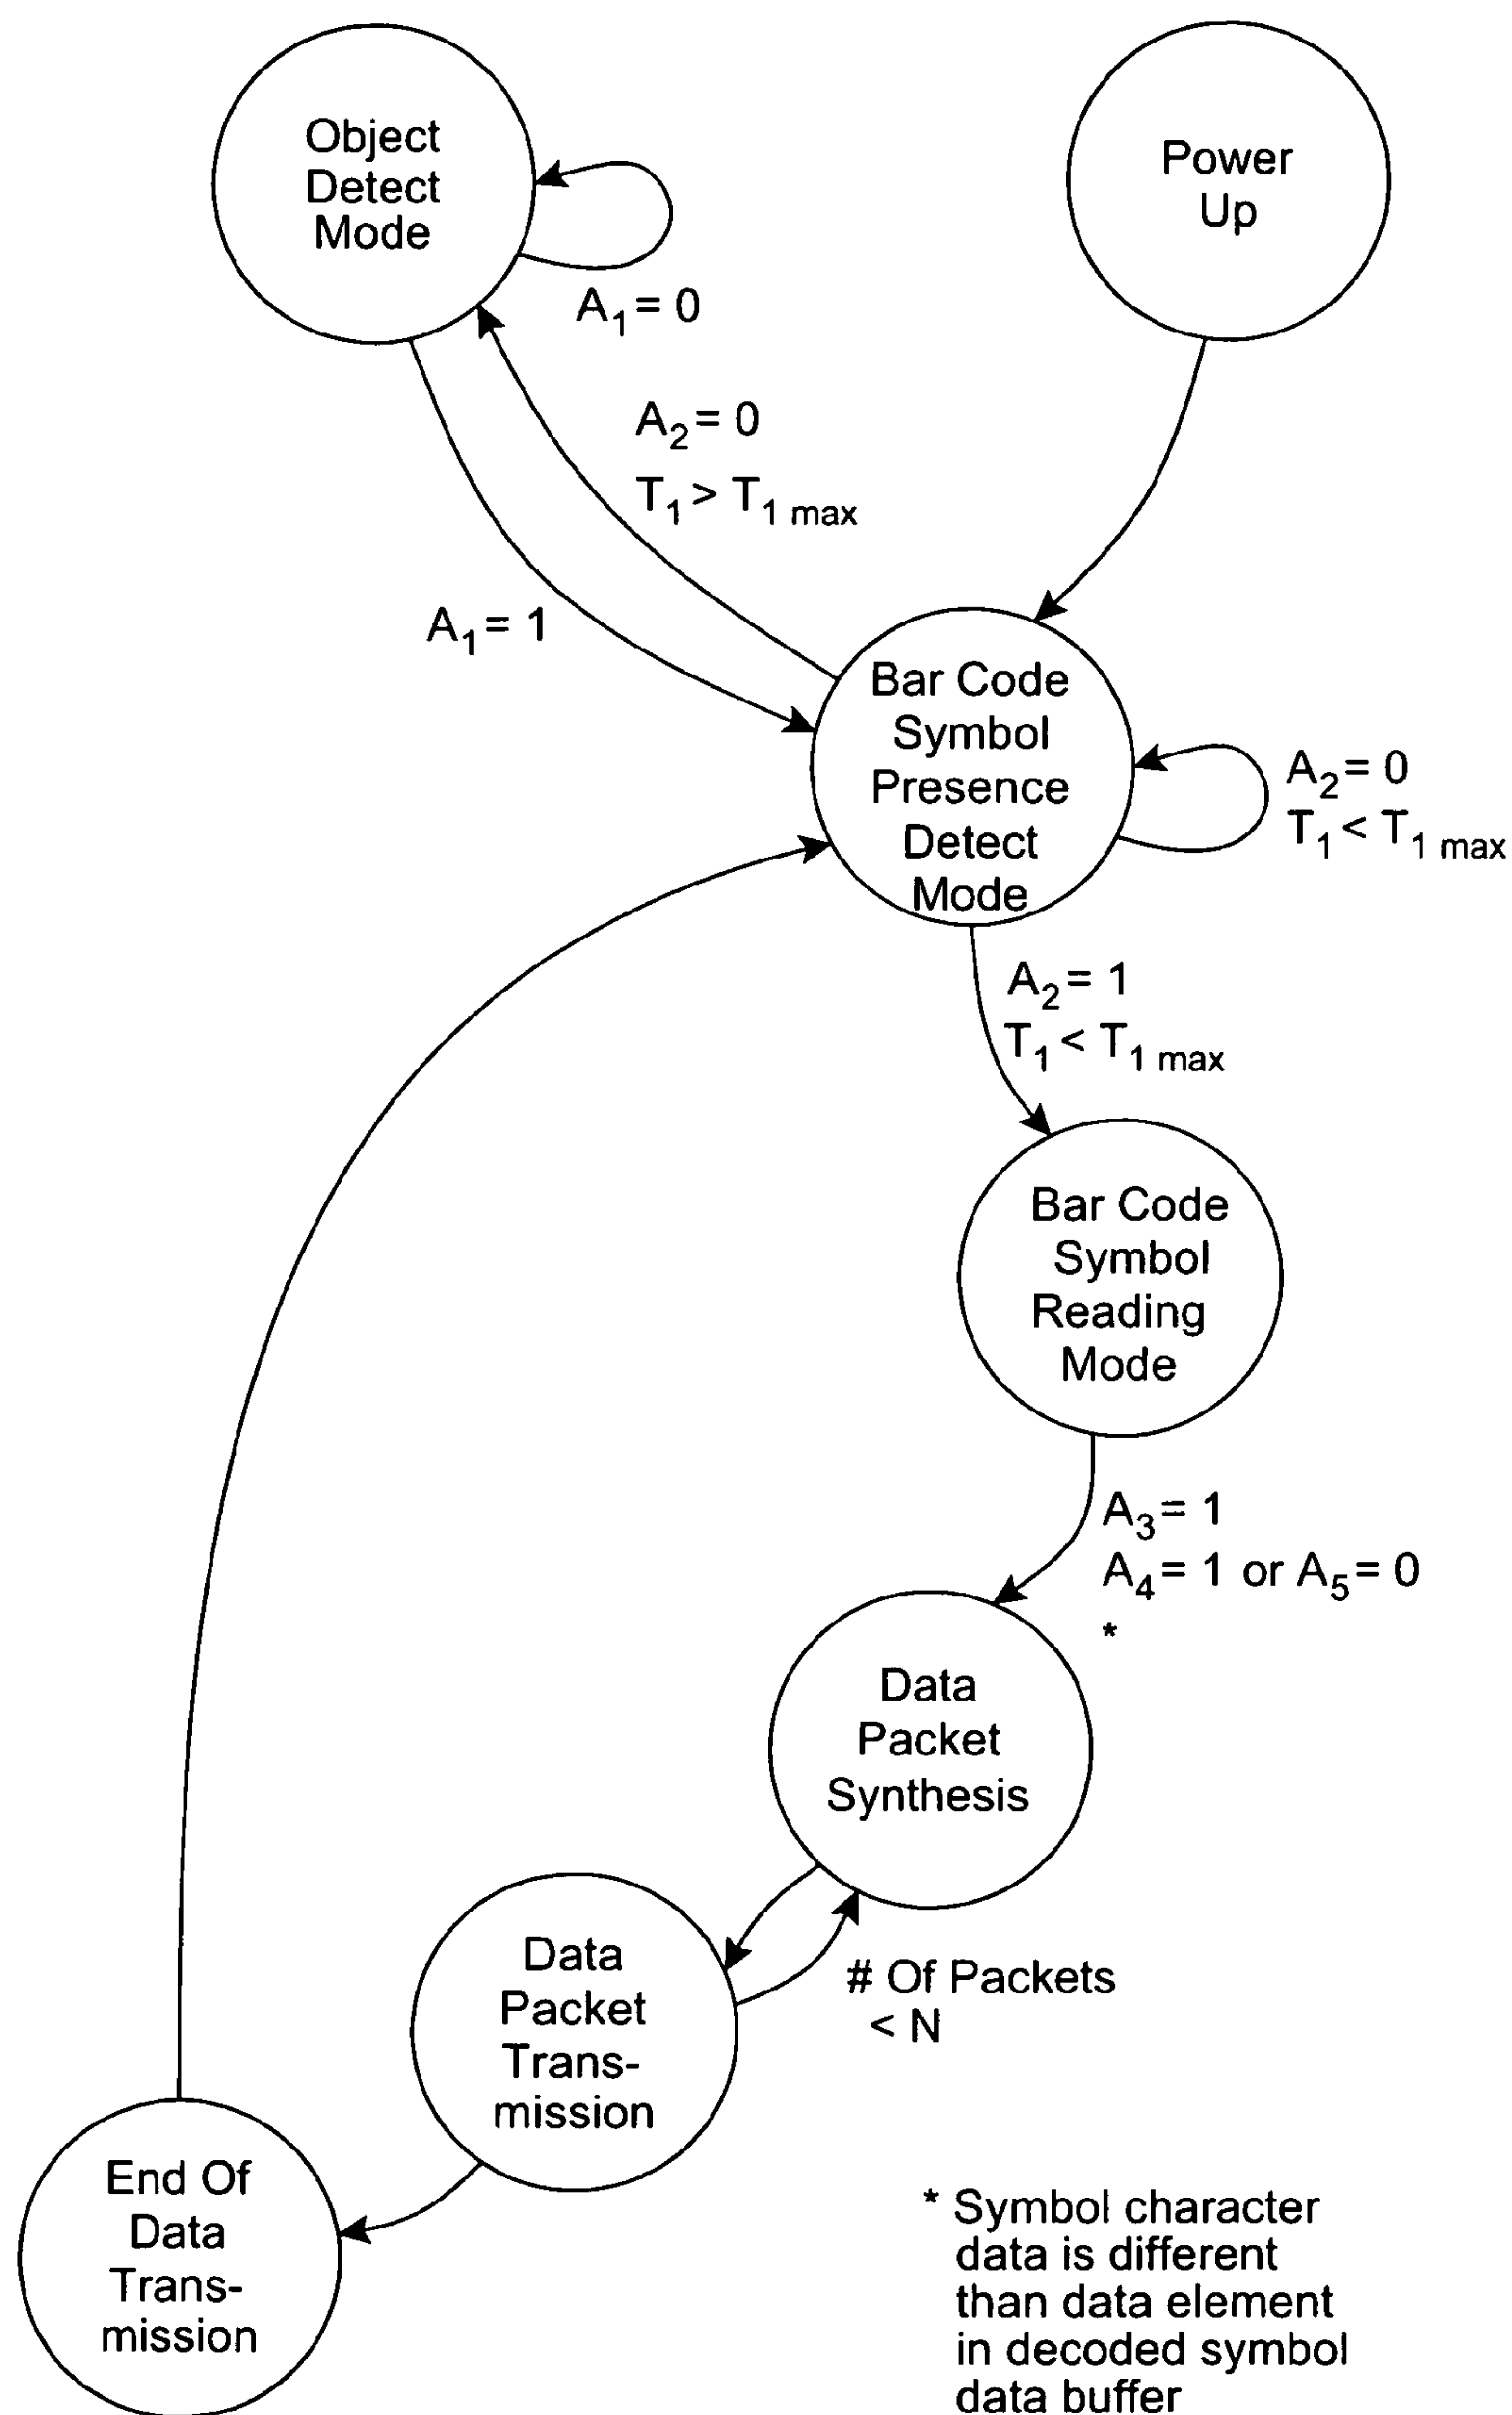 Object
Detect
Mode
Power
Up
A₁ = 0
A₂ = 0
T₁ > T₁ max
A₁ = 1
Bar Code
Symbol
Presence
Detect
Mode
A₂ = 0
T₁ < T₁ max
A₂ = 1
T₁ < T₁ max
Bar Code
Symbol
Reading
Mode
A₃ = 1
A₄ = 1 or A₅ = 0
*
Data
Packet
Synthesis
# Of Packets
< N
Data
Packet
Trans-
mission
End Of
Data
Trans-
mission
* Symbol character
data is different
than data element
in decoded symbol
data buffer